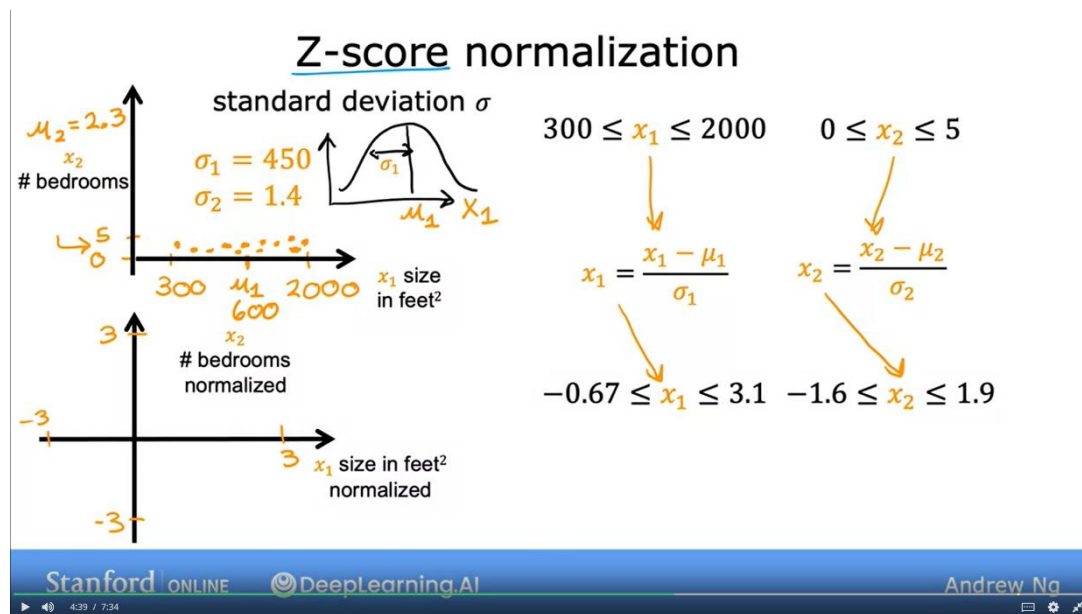 Z-score normalization
standard deviation σ
μ₂=2.3
x₂
# bedrooms
σ₁ = 450
σ₂ = 1.4
σ₁
μ₁
X₁
5
0
300
μ₁
2000
600
x₁ size
in feet²
300 ≤ x₁ ≤ 2000
0 ≤ x₂ ≤ 5
x₁ = (x₁ − μ₁)/σ₁
x₂ = (x₂ − μ₂)/σ₂
−0.67 ≤ x₁ ≤ 3.1
−1.6 ≤ x₂ ≤ 1.9
3
x₂
# bedrooms
normalized
-3
3
x₁ size in feet²
normalized
-3
Stanford ONLINE
DeepLearning.AI
Andrew Ng
4:39 / 7:34